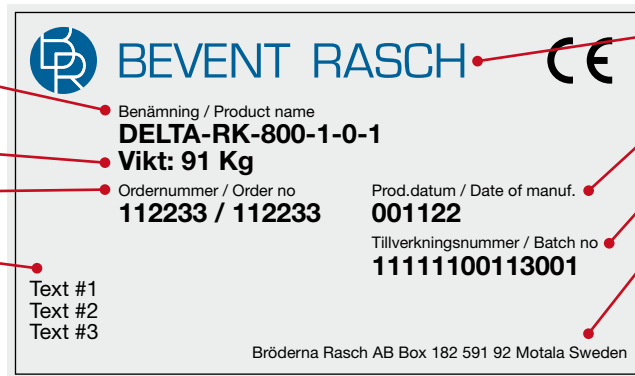 BR BEVENT RASCH CE
Benämning / Product name
DELTA-RK-800-1-0-1
Vikt: 91 Kg
Ordernummer / Order no
112233 / 112233
Prod.datum / Date of manuf.
001122
Tillverkningsnummer / Batch no
11111100113001
Text #1
Text #2
Text #3
Bröderna Rasch AB Box 182 591 92 Motala Sweden